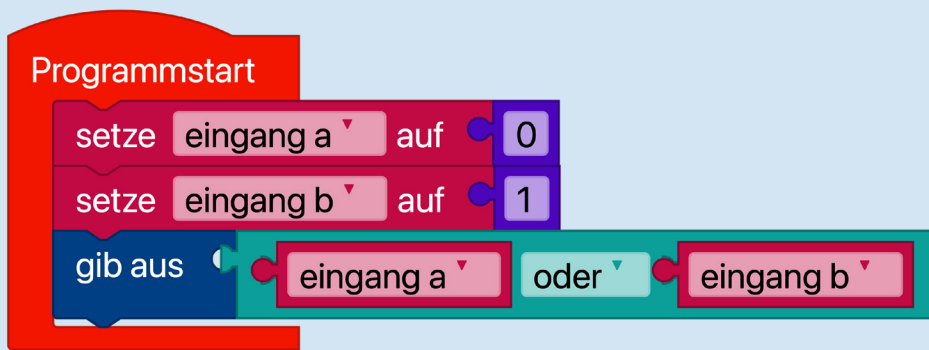 Programmstart
setze eingang a auf 0
setze eingang b auf 1
gib aus eingang a oder eingang b